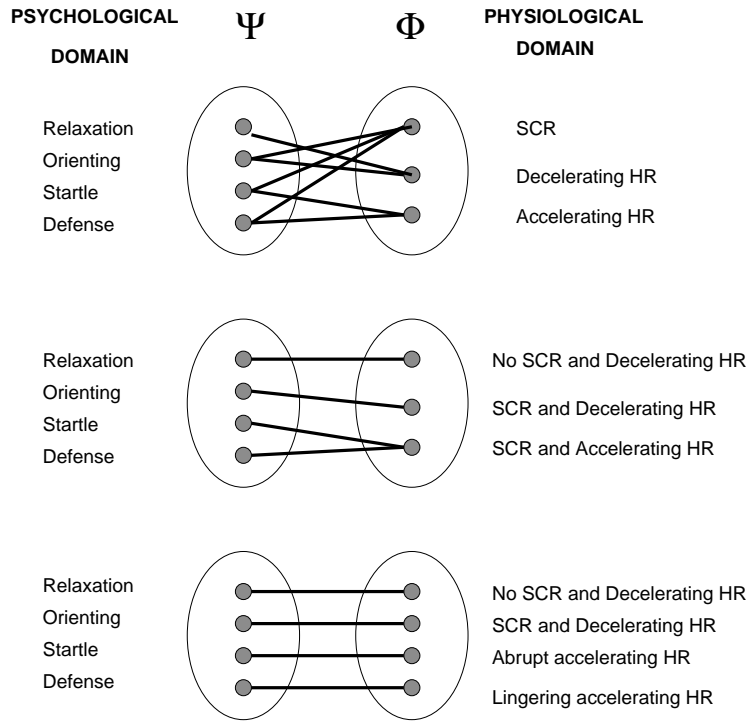 PSYCHOLOGICAL DOMAIN Ψ Φ PHYSIOLOGICAL DOMAIN
Relaxation SCR
Orienting Decelerating HR
Startle Accelerating HR
Defense
Relaxation No SCR and Decelerating HR
Orienting SCR and Decelerating HR
Startle SCR and Accelerating HR
Defense
Relaxation No SCR and Decelerating HR
Orienting SCR and Decelerating HR
Startle Abrupt accelerating HR
Defense Lingering accelerating HR